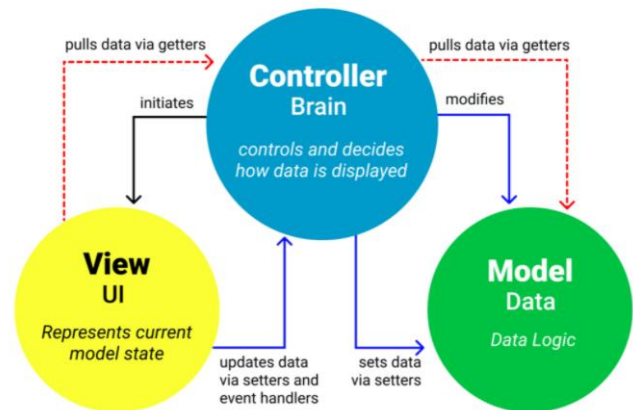 pulls data via getters
pulls data via getters
Controller
Brain
controls and decides
how data is displayed
initiates
modifies
View
UI
Represents current
model state
Model
Data
Data Logic
updates data
via setters and
event handlers
sets data
via setters